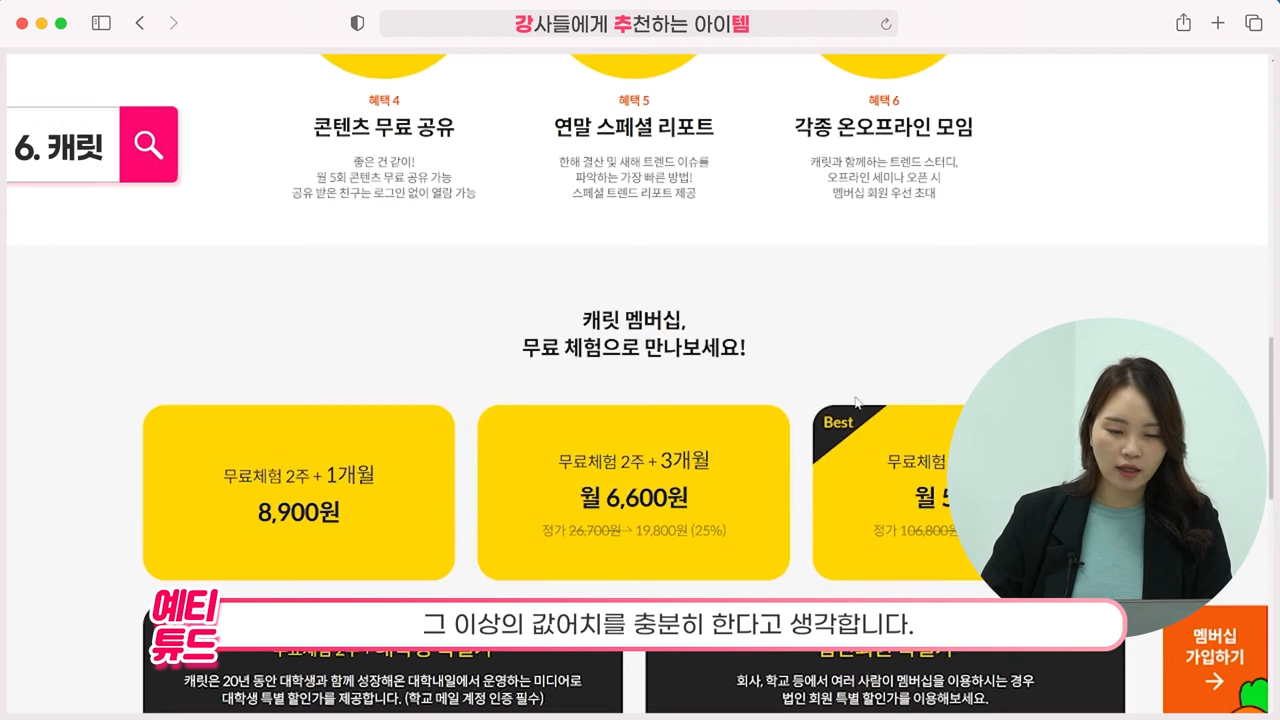 강사들에게 추천하는 아이템
6. 캐릿
혜택 4
콘텐츠 무료 공유
좋은 건 같이!
월 5회 콘텐츠 무료 공유 가능
공유 받은 친구는 로그인 없이 열람 가능
혜택 5
연말 스페셜 리포트
한해 결산 및 새해 트렌드 이슈를
파악하는 가장 빠른 방법!
스페셜 트렌드 리포트 제공
혜택 6
각종 온오프라인 모임
캐릿과 함께하는 트렌드 스터디,
오프라인 세미나 오픈 시
멤버십 회원 우선 초대
캐릿 멤버십,
무료 체험으로 만나보세요!
무료체험 2주 + 1개월
8,900원
무료체험 2주 + 3개월
월 6,600원
정가 26,700원 → 19,800원 (25%)
Best
무료체험
월 5
정가 106,800원
예티
튜드
그 이상의 값어치를 충분히 한다고 생각합니다.
캐릿은 20년 동안 대학생과 함께 성장해온 대학내일에서 운영하는 미디어로
대학생 특별 할인가를 제공합니다. (학교 메일 계정 인증 필수)
회사, 학교 등에서 여러 사람이 멤버십을 이용하시는 경우
법인 회원 특별 할인가를 이용해보세요.
멤버십
가입하기
→